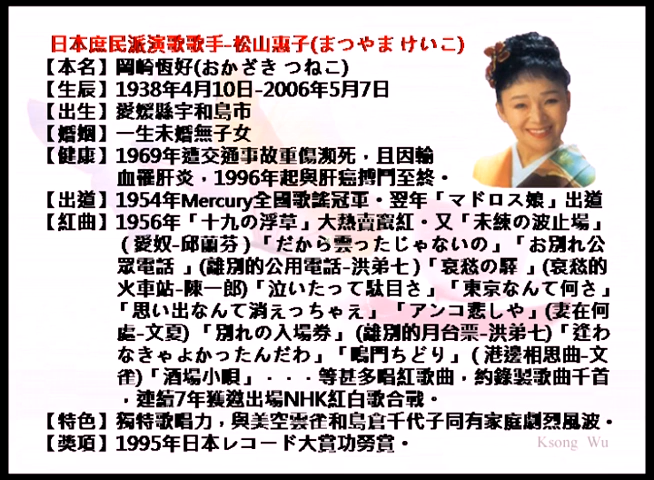 日本庶民派演歌歌手-松山惠子(まつやま けいこ)
【本名】岡崎恆好(おかざき つねこ)
【生辰】1938年4月10日-2006年5月7日
【出生】愛媛縣宇和島市
【婚姻】一生未婚無子女
【健康】1969年遭交通事故重傷瀕死，且因輸
血罹肝炎，1996年起與肝癌搏鬥至終。
【出道】1954年Mercury全國歌謠冠軍。翌年「マドロス娘」出道
【紅曲】1956年「十九の浮草」大熱賣竄紅。又「未練の波止場」
(愛奴-邱蘭芬)「だから雲ったじゃないの」「お別れ公
眾電話 」(離別的公用電話-洪弟七)「哀愁の驛 」(哀愁的
火車站-陳一郎)「泣いたって駄目さ」「東京なんて何さ」
「思い出なんて消えっちゃえ」 「アンコ悲しや」(妻在何
處-文夏) 「別れの入場券」 (離別的月台票-洪弟七)「逢わ
なきゃよかったんだわ」「鳴門ちどり」( 港邊相思曲-文
雀)「酒場小唄」．．．等甚多唱紅歌曲，約錄製歌曲千首
，連續7年獲邀出場NHK紅白歌合戰。
【特色】獨特歌唱力，與美空雲雀和島倉千代子同有家庭劇烈風波。
【奖項】1995年日本レコード大賞功勞賞。
Ksong Wu